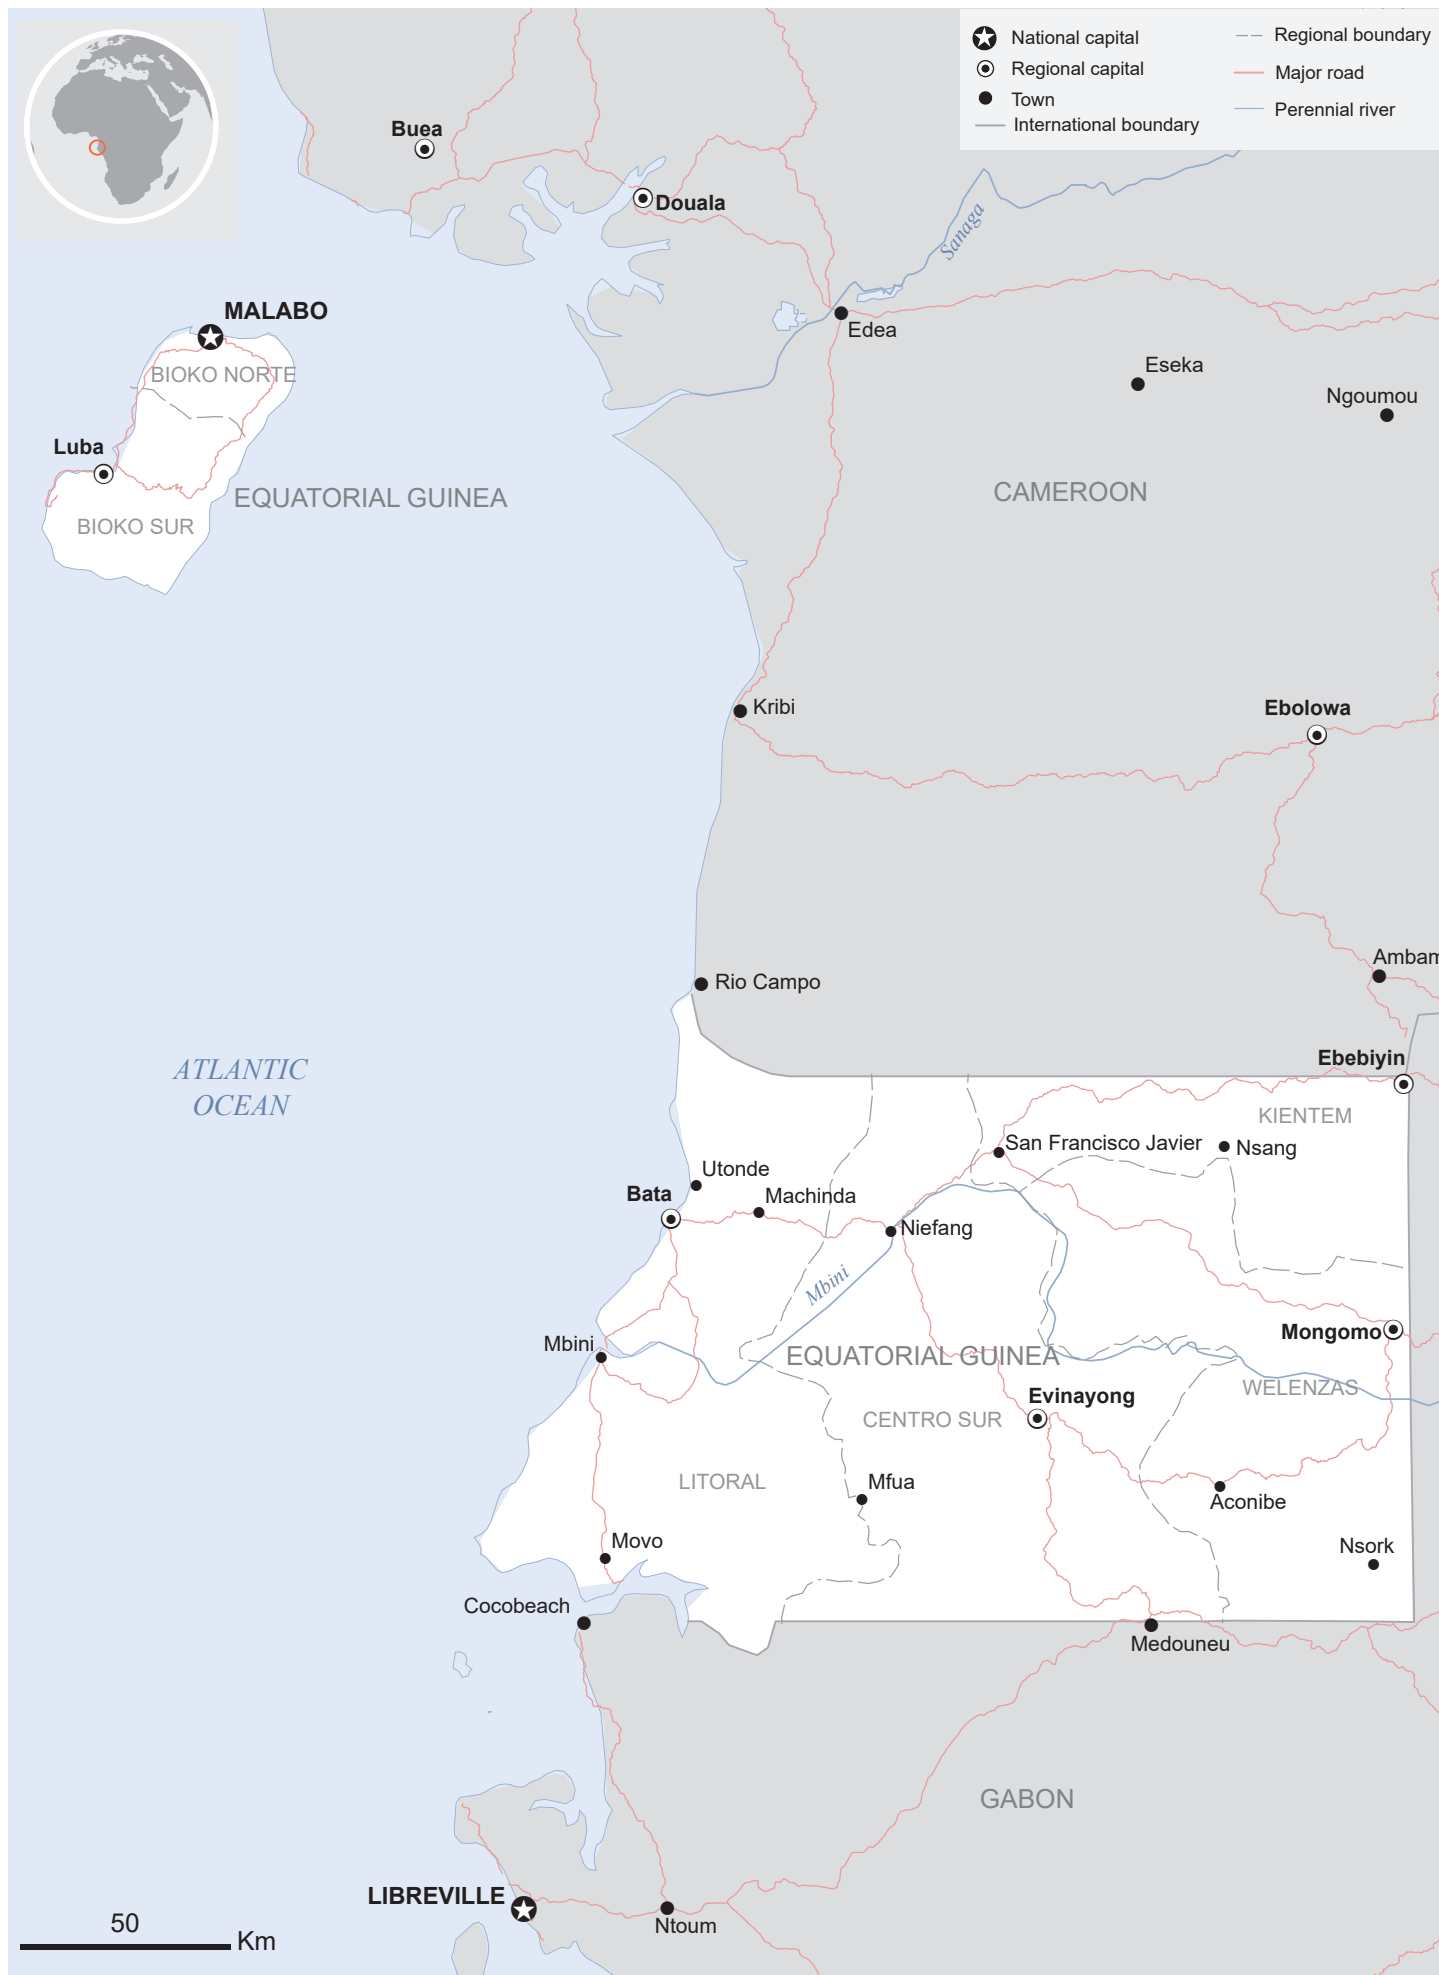 National capital
Regional capital
Town
International boundary
Regional boundary
Major road
Perennial river
Buea
Douala
Sanaga
MALABO
Edea
BIOKO NORTE
Eseka
Ngoumou
Luba
EQUATORIAL GUINEA
CAMEROON
BIOKO SUR
Kribi
Ebolowa
Ambam
Rio Campo
ATLANTIC
OCEAN
Ebebiyin
KIENTEM
San Francisco Javier
Nsang
Utonde
Bata
Machinda
Niefang
Mbini
Mbini
Mongomo
EQUATORIAL GUINEA
WELENZAS
Evinayong
CENTRO SUR
LITORAL
Mfua
Aconibe
Movo
Nsork
Cocobeach
Medouneu
GABON
LIBREVILLE
Ntoum
50
Km